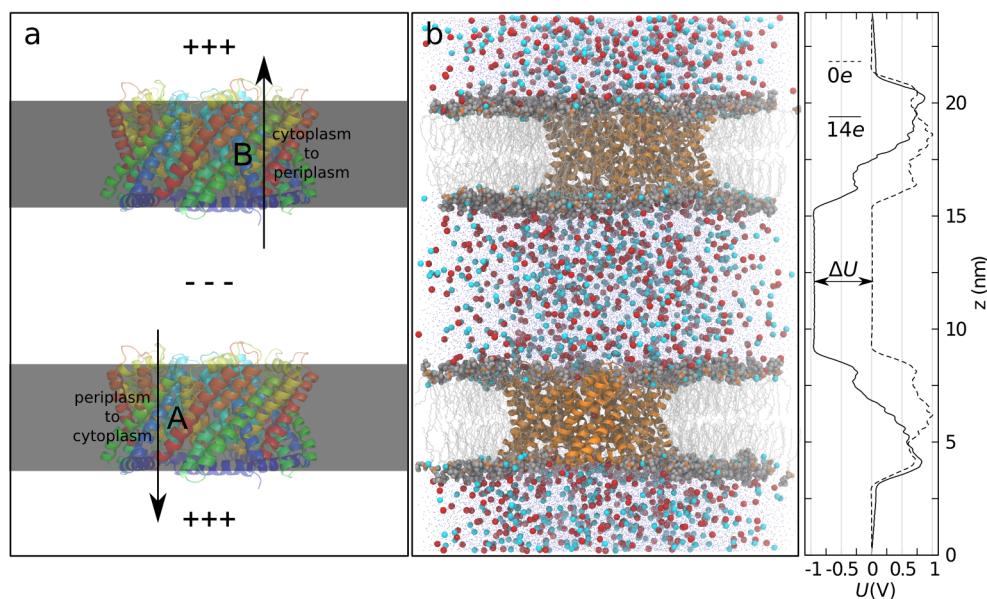 a
+++
B
cytoplasm
to
periplasm
- - -
periplasm
to
cytoplasm
A
+++
b
0e
14e
ΔU
20
15
10
5
0
z (nm)
-1 -0.5 0 0.5 1
U(V)